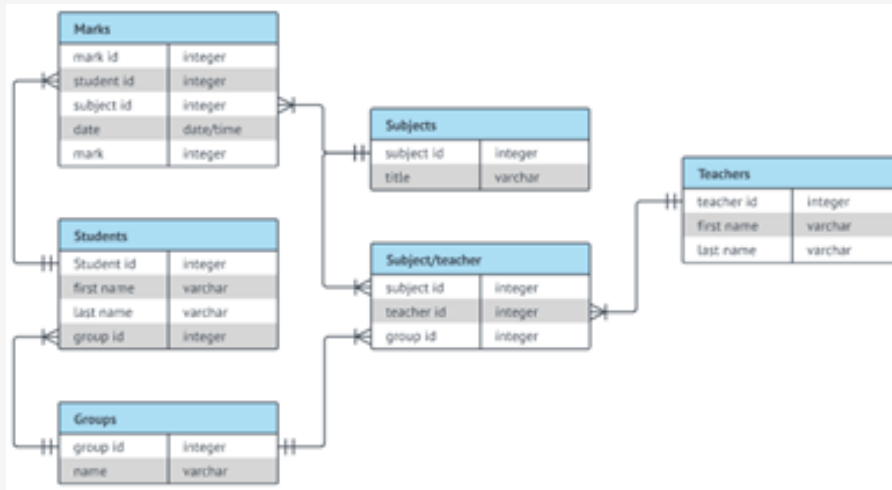 Marks
mark id integer
student id integer
subject id integer
date date/time
mark integer
Subjects
subject id integer
title varchar
Teachers
teacher id integer
first name varchar
last name varchar
Students
Student id integer
first name varchar
last name varchar
group id integer
Subject/teacher
subject id integer
teacher id integer
group id integer
Groups
group id integer
name varchar